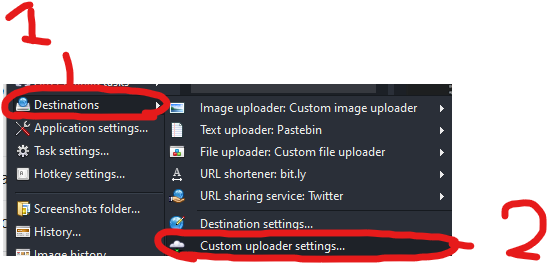 1
Destinations
Application settings...
Task settings...
Hotkey settings...
Screenshots folder...
History...
Image history
Image uploader: Custom image uploader
Text uploader: Pastebin
File uploader: Custom file uploader
URL shortener: bit.ly
URL sharing service: Twitter
Destination settings...
Custom uploader settings...
2